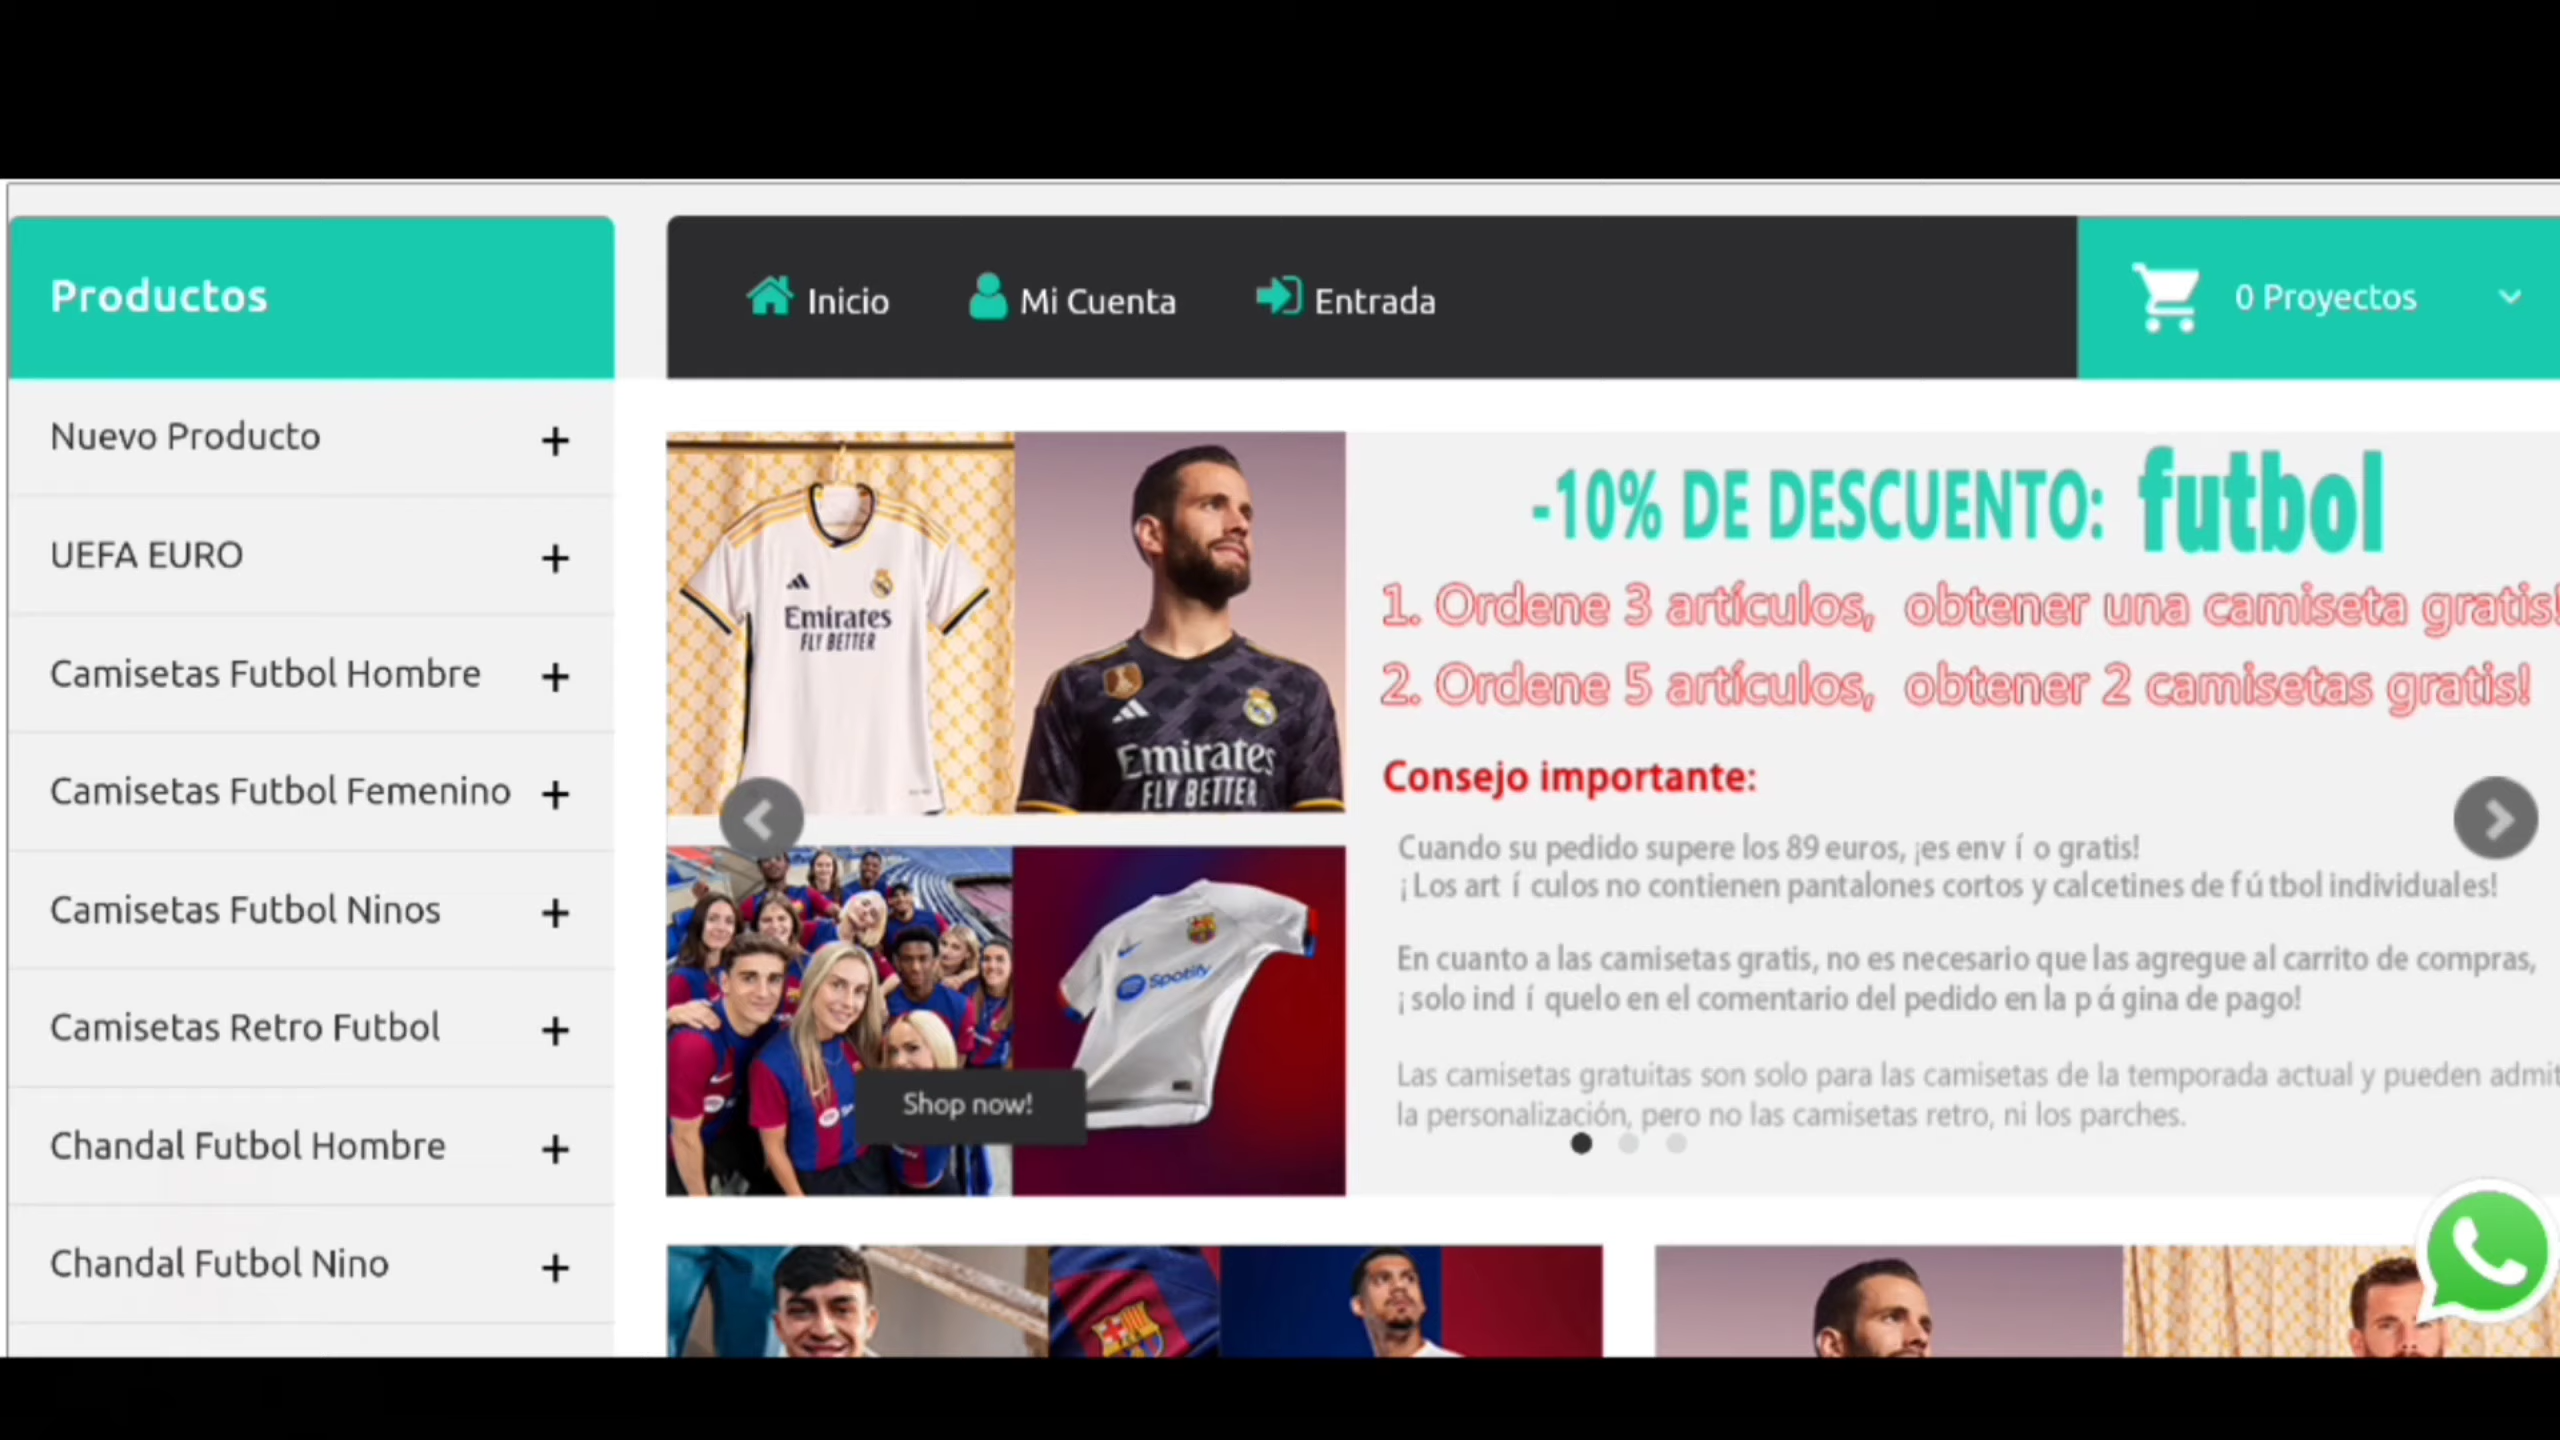 Productos
Inicio
Mi Cuenta
Entrada
0 Proyectos
Nuevo Producto +
UEFA EURO +
Camisetas Futbol Hombre +
Camisetas Futbol Femenino +
Camisetas Futbol Ninos +
Camisetas Retro Futbol +
Chandal Futbol Hombre +
Chandal Futbol Nino +
Emirates
FLY BETTER
Emirates
FLY BETTER
Spotify
Shop now!
-10% DE DESCUENTO: futbol
1. Ordene 3 artículos, obtener una camiseta gratis!
2. Ordene 5 artículos, obtener 2 camisetas gratis!
Consejo importante:
Cuando su pedido supere los 89 euros, ¡es env í o gratis!
¡Los art í culos no contienen pantalones cortos y calcetines de f ú tbol individuales!
En cuanto a las camisetas gratis, no es necesario que las agregue al carrito de compras,
¡solo ind í quelo en el comentario del pedido en la p á gina de pago!
Las camisetas gratuitas son solo para las camisetas de la temporada actual y pueden admit
la personalización, pero no las camisetas retro, ni los parches.